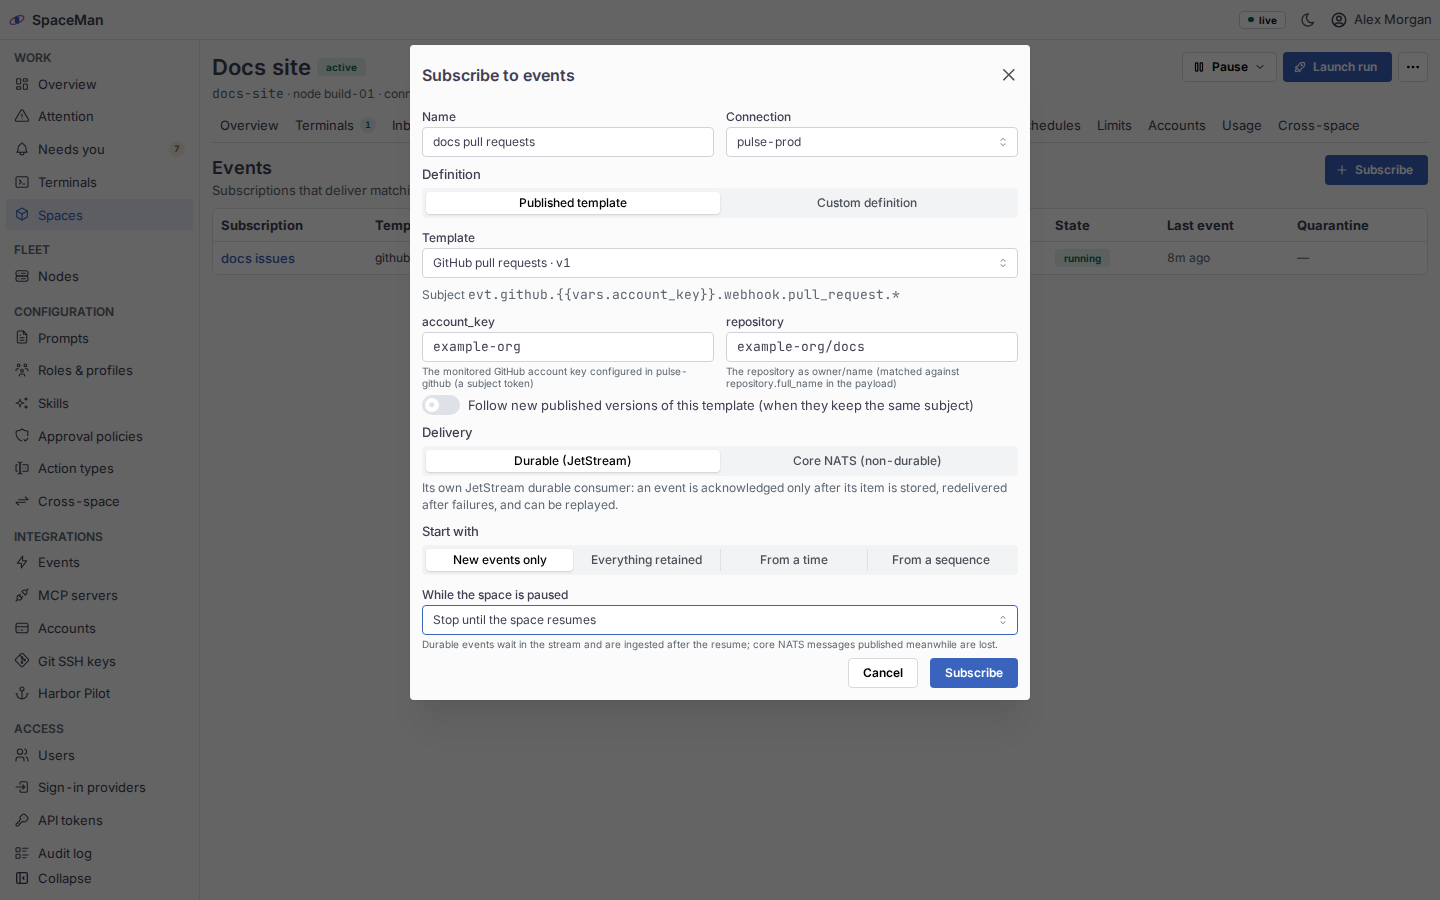 SpaceMan
live
Alex Morgan
WORK
Overview
Attention
Needs you
7
Terminals
Spaces
FLEET
Nodes
CONFIGURATION
Prompts
Roles & profiles
Skills
Approval policies
Action types
Cross-space
INTEGRATIONS
Events
MCP servers
Accounts
Git SSH keys
Harbor Pilot
ACCESS
Users
Sign-in providers
API tokens
Audit log
Collapse
Docs site
active
Pause
Launch run
docs-site · node build-01 ·
Overview
Terminals
1
Limits
Accounts
Usage
Cross-space
Events
Subscriptions that deliver
Subscribe
Subscription
State
Last event
Quarantine
docs issues
running
8m ago
—
Subscribe to events
Name
Connection
docs pull requests
pulse-prod
Definition
Published template
Custom definition
Template
GitHub pull requests · v1
Subject evt.github.{{vars.account_key}}.webhook.pull_request.*
account_key
repository
example-org
example-org/docs
The monitored GitHub account key configured in pulse-
github (a subject token)
The repository as owner/name (matched against
repository.full_name in the payload)
Follow new published versions of this template (when they keep the same subject)
Delivery
Durable (JetStream)
Core NATS (non-durable)
Its own JetStream durable consumer: an event is acknowledged only after its item is stored, redelivered
after failures, and can be replayed.
Start with
New events only
Everything retained
From a time
From a sequence
While the space is paused
Stop until the space resumes
Durable events wait in the stream and are ingested after the resume; core NATS messages published meanwhile are lost.
Cancel
Subscribe